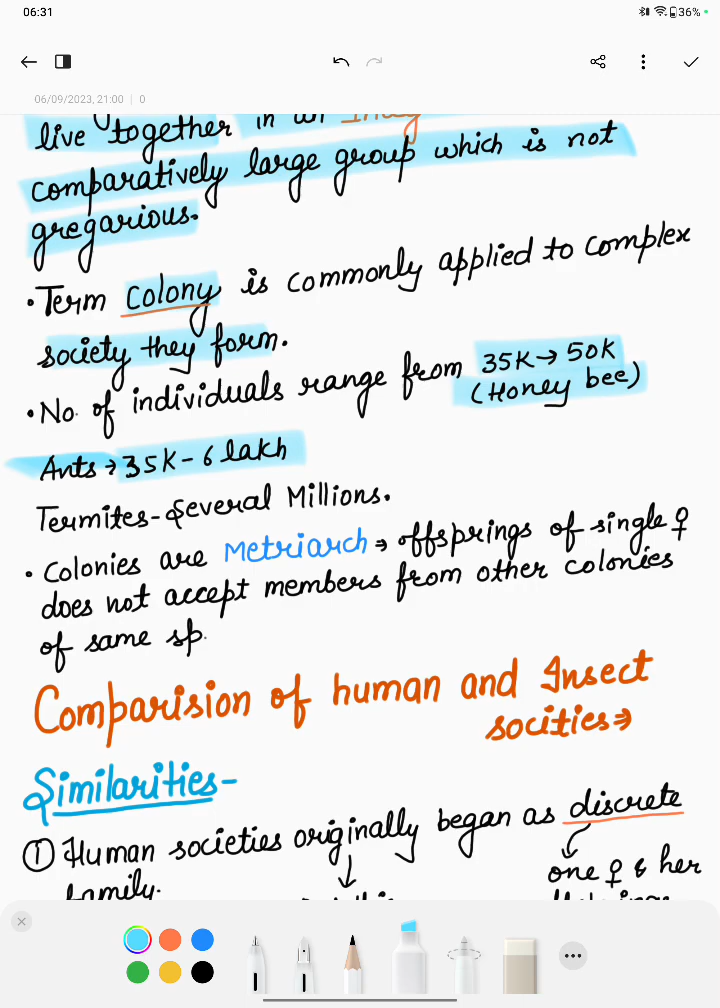 06:31
36%
06/09/2023, 21:00 | 0
live together in an
comparatively large group which is not
gregarious.
• Term Colony is commonly applied to complex
society they form.
• No. of individuals range from 35K → 50K
(Honey bee)
Ants → 35K - 6 lakh
Termites - Several Millions.
• Colonies are Metriarch ⇒ offsprings of single ♀
does not accept members from other colonies
of same sp.
Comparision of human and Insect
socities ⇒
Similarities -
① Human societies originally began as discrete
family.
one ♀ & her